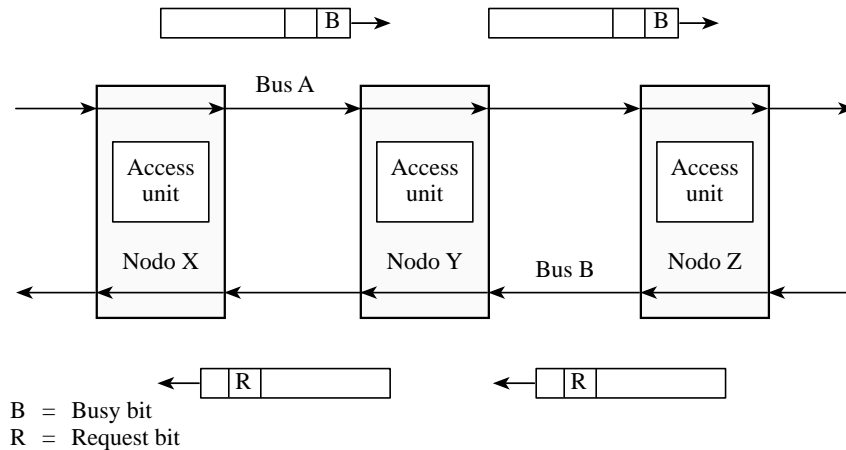 B
B
Bus A
Access
unit
Access
unit
Access
unit
Nodo X
Nodo Y
Bus B
Nodo Z
R
R
B = Busy bit
R = Request bit